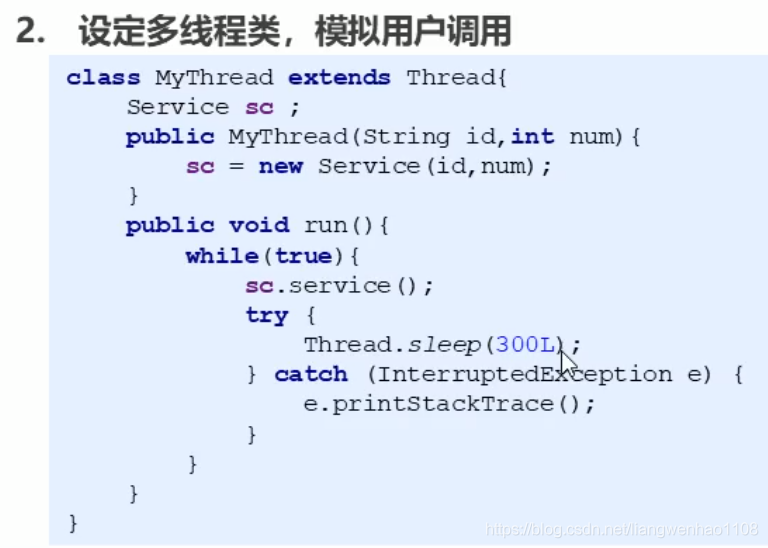 2. 设定多线程类，模拟用户调用
class MyThread extends Thread{
    Service sc ;
    public MyThread(String id,int num){
        sc = new Service(id,num);
    }
    public void run(){
        while(true){
            sc.service();
            try {
                Thread.sleep(300L);
            } catch (InterruptedException e) {
                e.printStackTrace();
            }
        }
    }
}
https://blog.csdn.net/liangwanhao1108